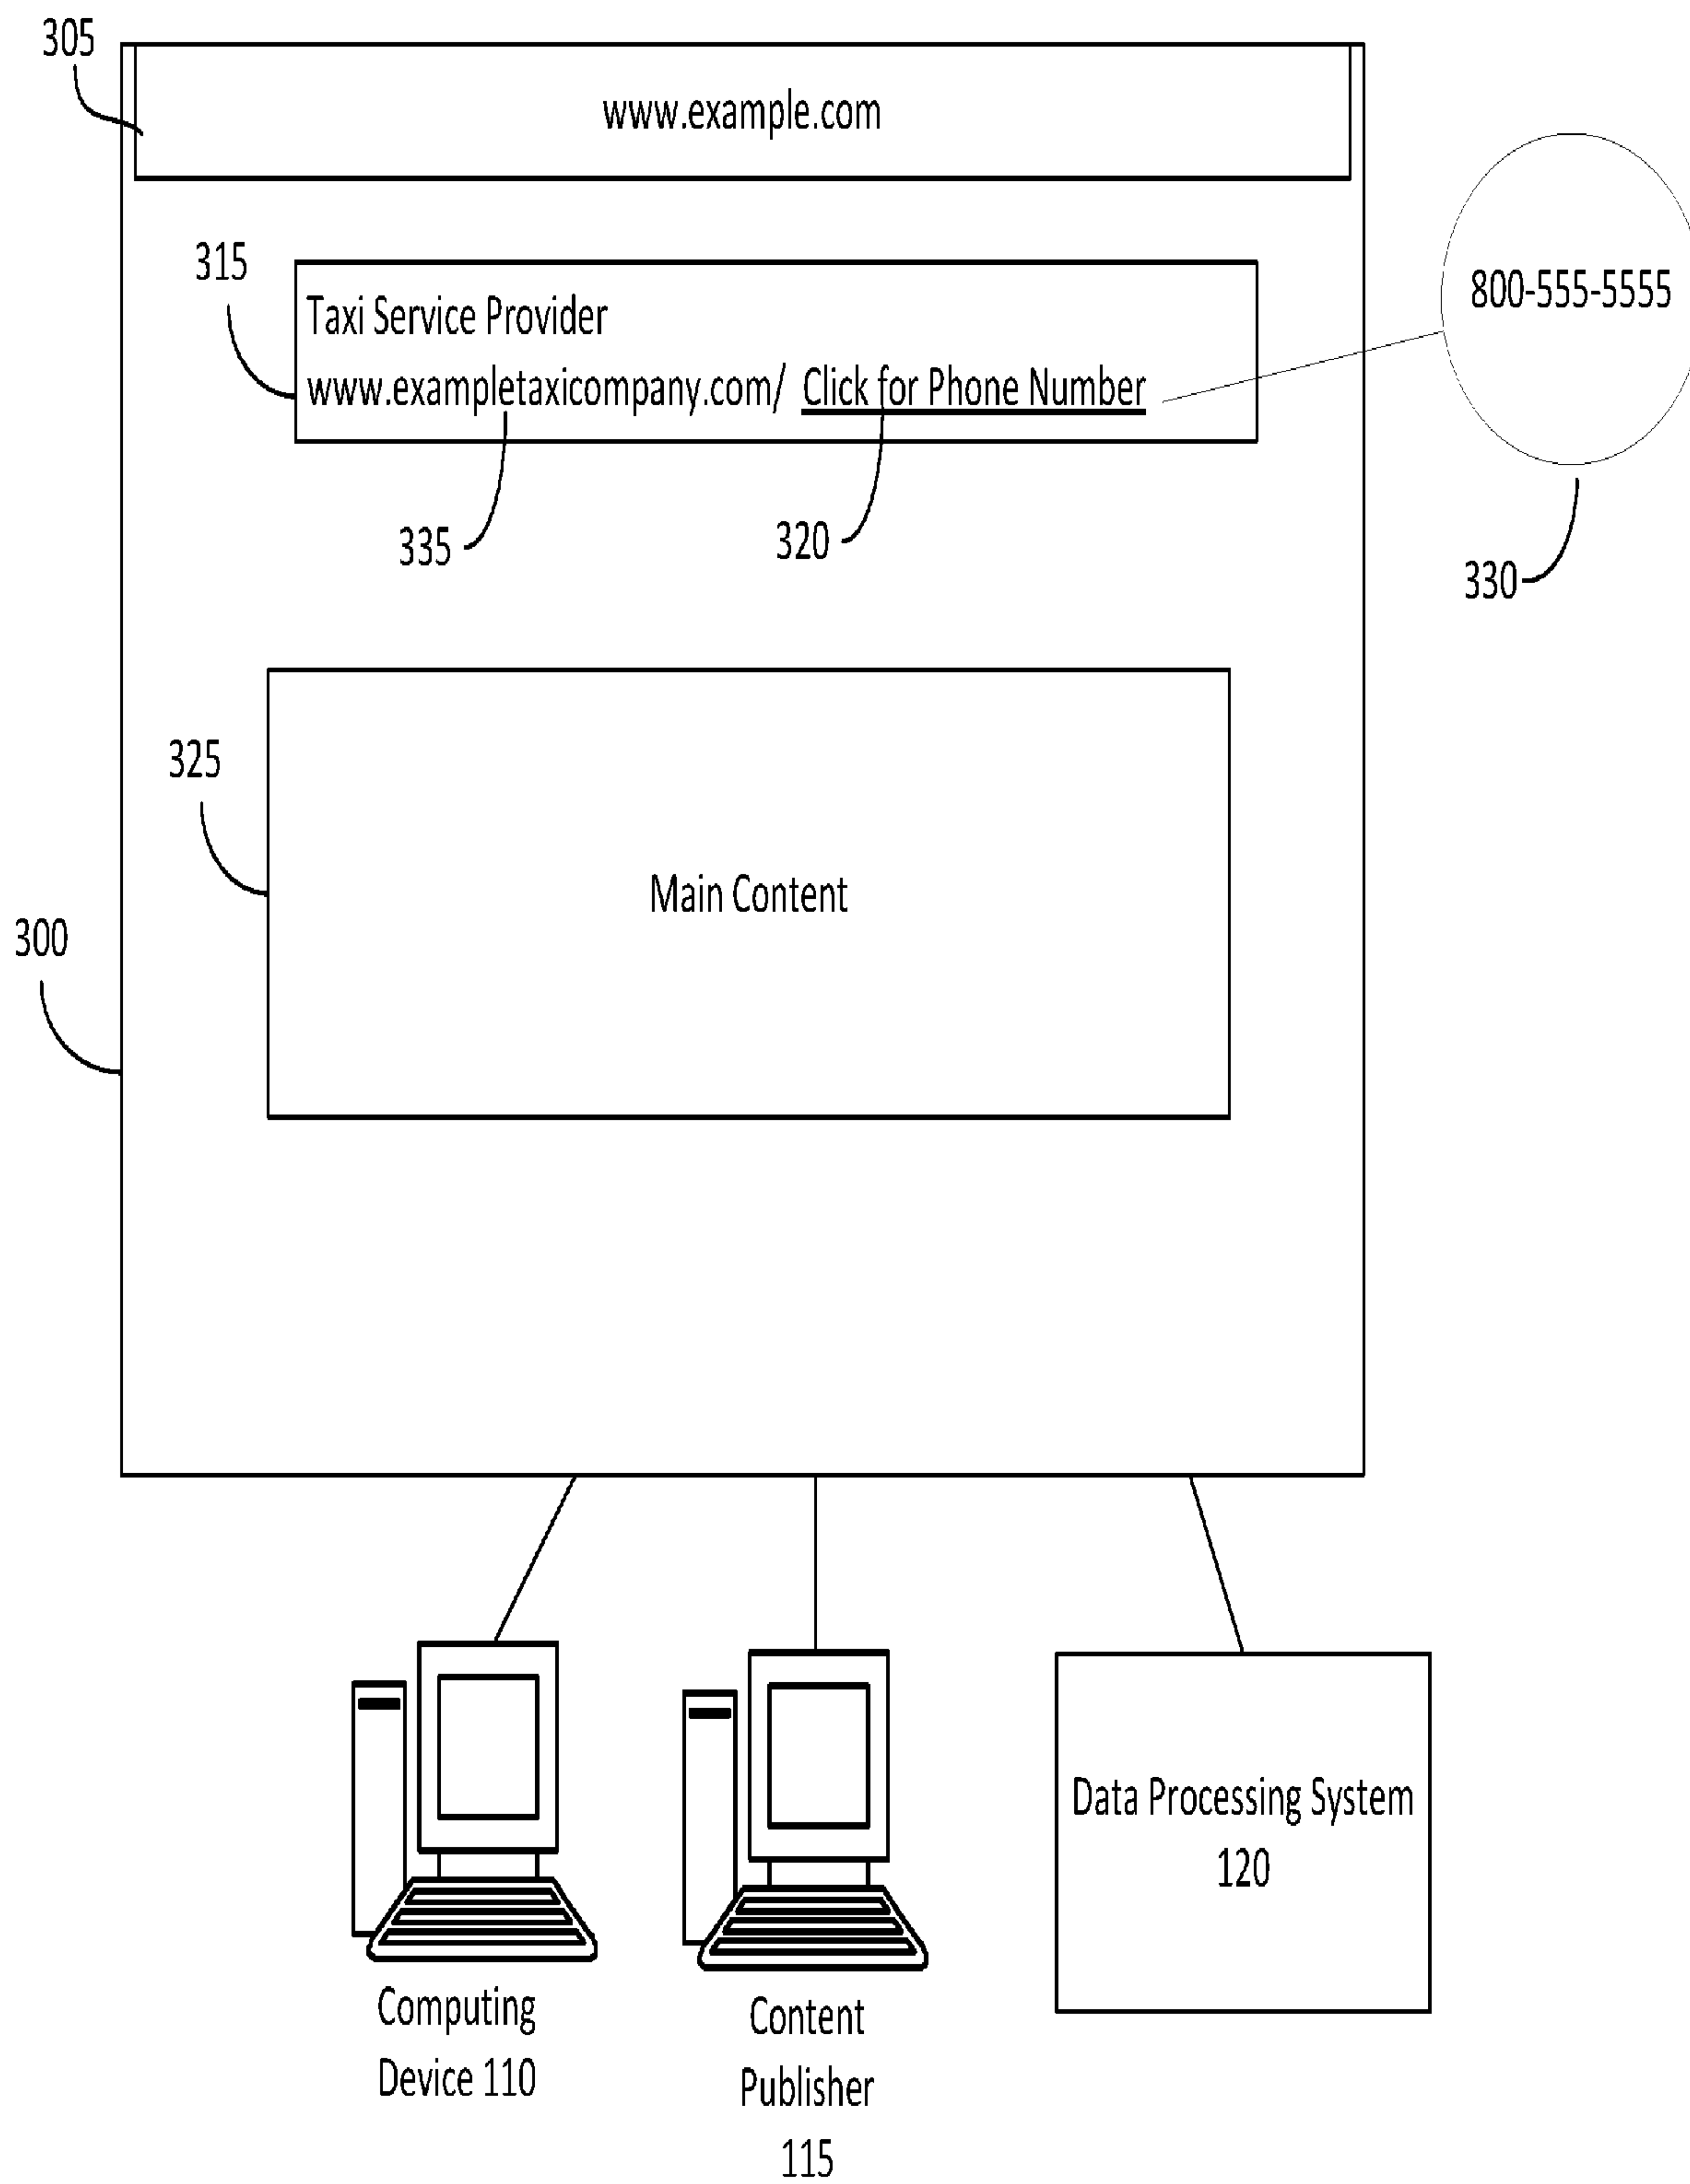 305
www.example.com
315
Taxi Service Provider
www.exampletaxicompany.com/ Click for Phone Number
800-555-5555
335
320
330
325
Main Content
300
Data Processing System
120
Computing
Device 110
Content
Publisher
115